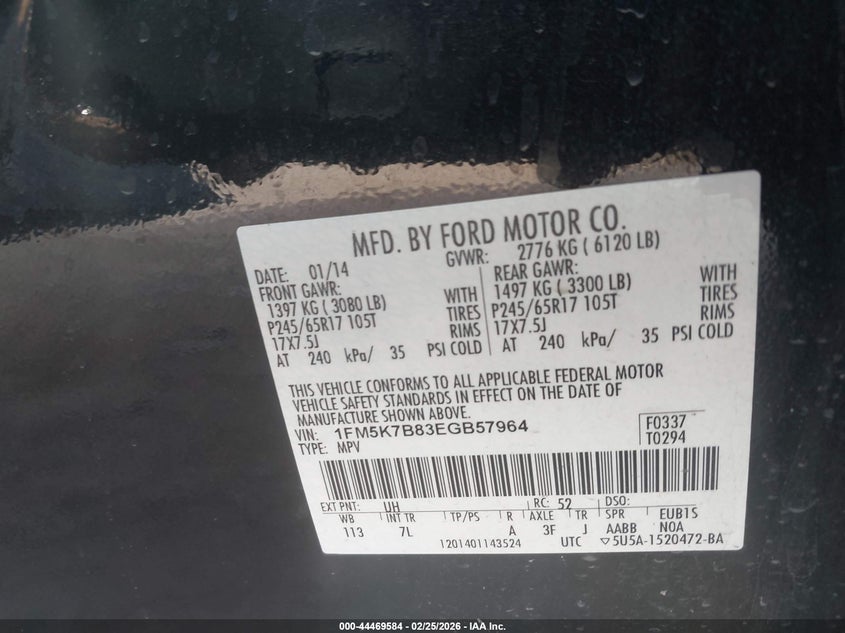 MFD. BY FORD MOTOR CO.
DATE: 01/14 GVWR: 2776 KG ( 6120 LB)
FRONT GAWR: REAR GAWR:
1397 KG ( 3080 LB) WITH 1497 KG ( 3300 LB) WITH
P245/65R17 105T TIRES P245/65R17 105T TIRES
17X7.5J RIMS 17X7.5J RIMS
AT 240 kPa/ 35 PSI COLD AT 240 kPa/ 35 PSI COLD
THIS VEHICLE CONFORMS TO ALL APPLICABLE FEDERAL MOTOR
VEHICLE SAFETY STANDARDS IN EFFECT ON THE DATE OF
MANUFACTURE SHOWN ABOVE.
VIN: 1FM5K7B83EGB57964 F0337
TYPE: MPV T0294
EXT PNT: UH RC: 52 DSO:
WB INT TR TP/PS R AXLE TR SPR EUB1S
113 7L A 3F J AABB NOA
1201401143524 UTC ▽5U5A-1520472-BA
000-44469584 - 02/25/2026 - IAA Inc.